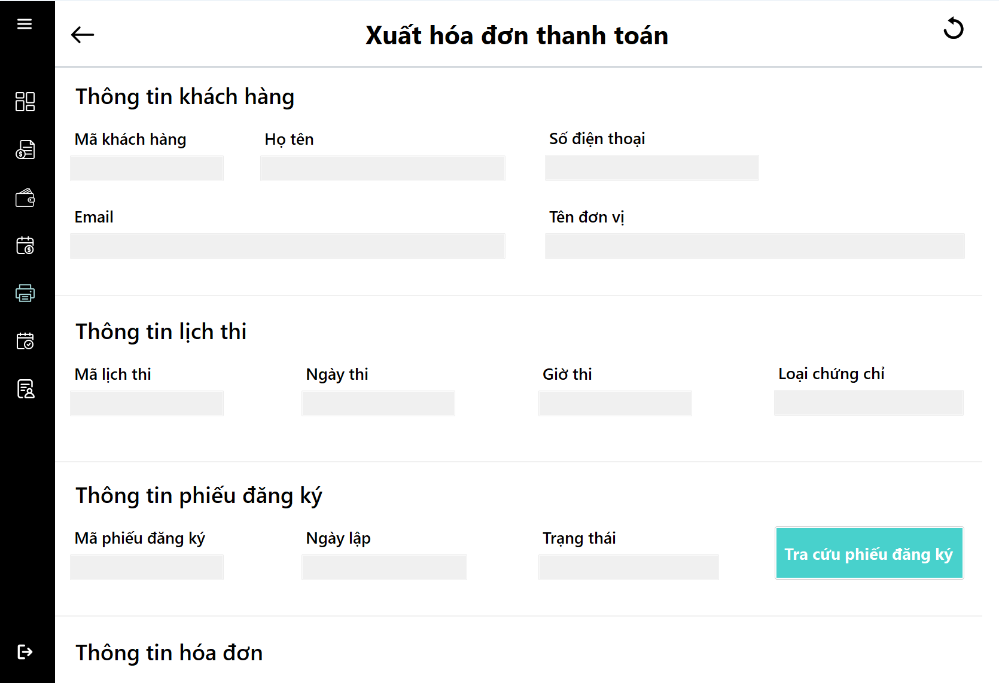 Xuất hóa đơn thanh toán
Thông tin khách hàng
Mã khách hàng
Họ tên
Số điện thoại
Email
Tên đơn vị
Thông tin lịch thi
Mã lịch thi
Ngày thi
Giờ thi
Loại chứng chỉ
Thông tin phiếu đăng ký
Mã phiếu đăng ký
Ngày lập
Trạng thái
Tra cứu phiếu đăng ký
Thông tin hóa đơn